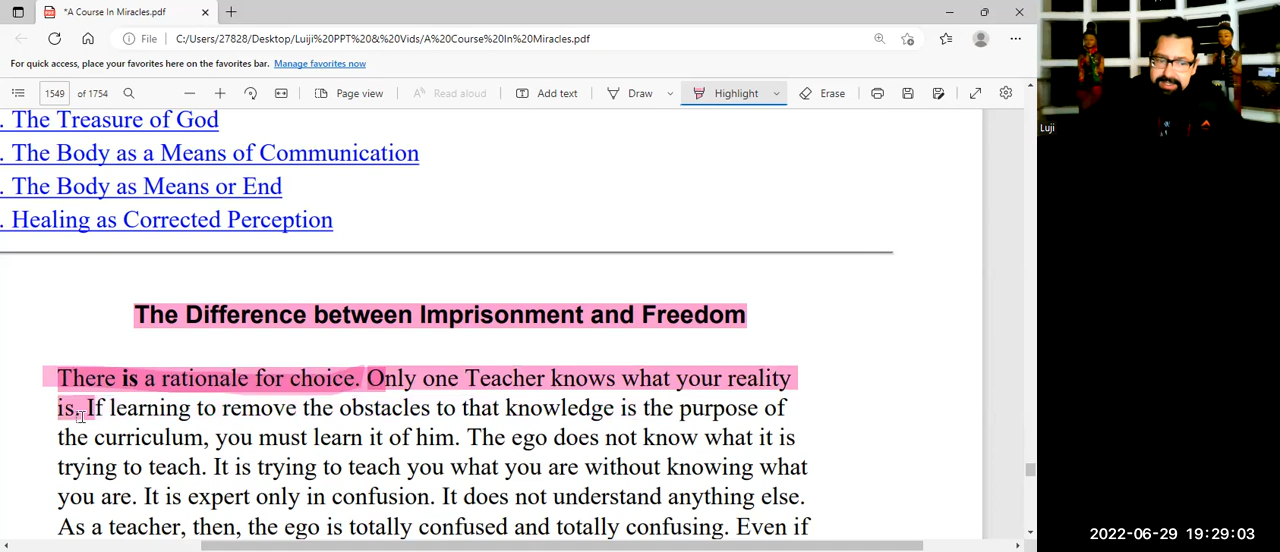 *A Course In Miracles.pdf
File C:/Users/27828/Desktop/Luiji%20PPT%20&%20Vids/A%20Course%20In%20Miracles.pdf
For quick access, place your favorites here on the favorites bar. Manage favorites now
1549 of 1754 Page view Read aloud Add text Draw Highlight Erase
Luji
. The Treasure of God
. The Body as a Means of Communication
. The Body as Means or End
. Healing as Corrected Perception
The Difference between Imprisonment and Freedom
There is a rationale for choice. Only one Teacher knows what your reality
is. If learning to remove the obstacles to that knowledge is the purpose of
the curriculum, you must learn it of him. The ego does not know what it is
trying to teach. It is trying to teach you what you are without knowing what
you are. It is expert only in confusion. It does not understand anything else.
As a teacher, then, the ego is totally confused and totally confusing. Even if
2022-06-29 19:29:03